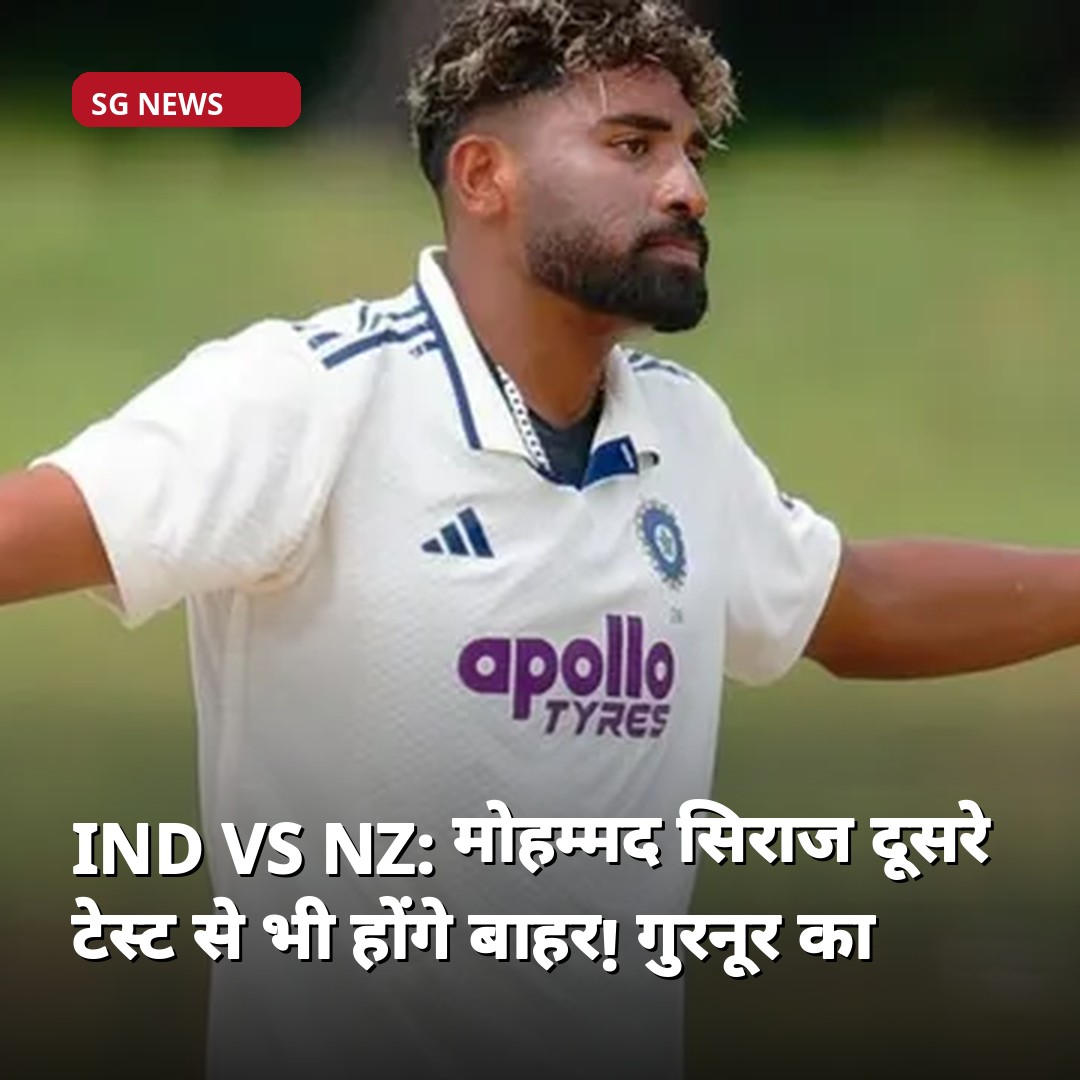 SG NEWS
apollo
TYRES
IND VS NZ: मोहम्मद सिराज दूसरे
टेस्ट से भी होंगे बाहर! गुरनूर का